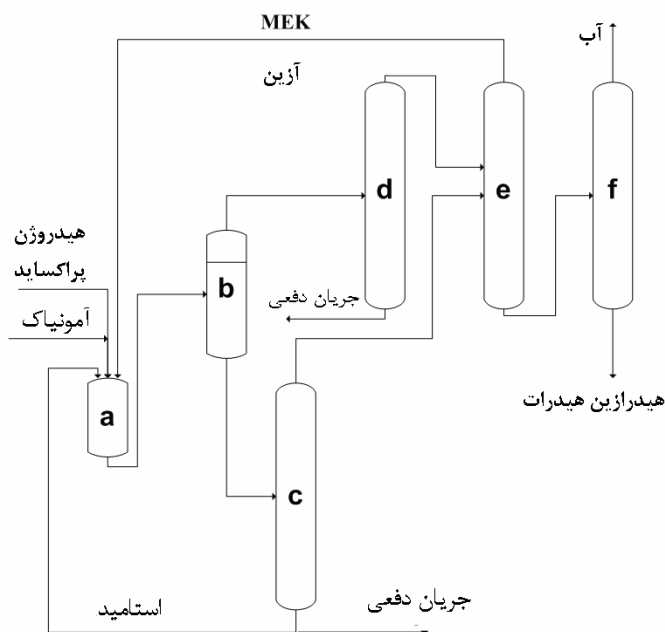 MEK
آب
آزین
d
e
f
b
هیدروژن
پراکساید
جریان دفعی
آمونیاک
هیدرازین هیدرات
a
c
استامید
جریان دفعی